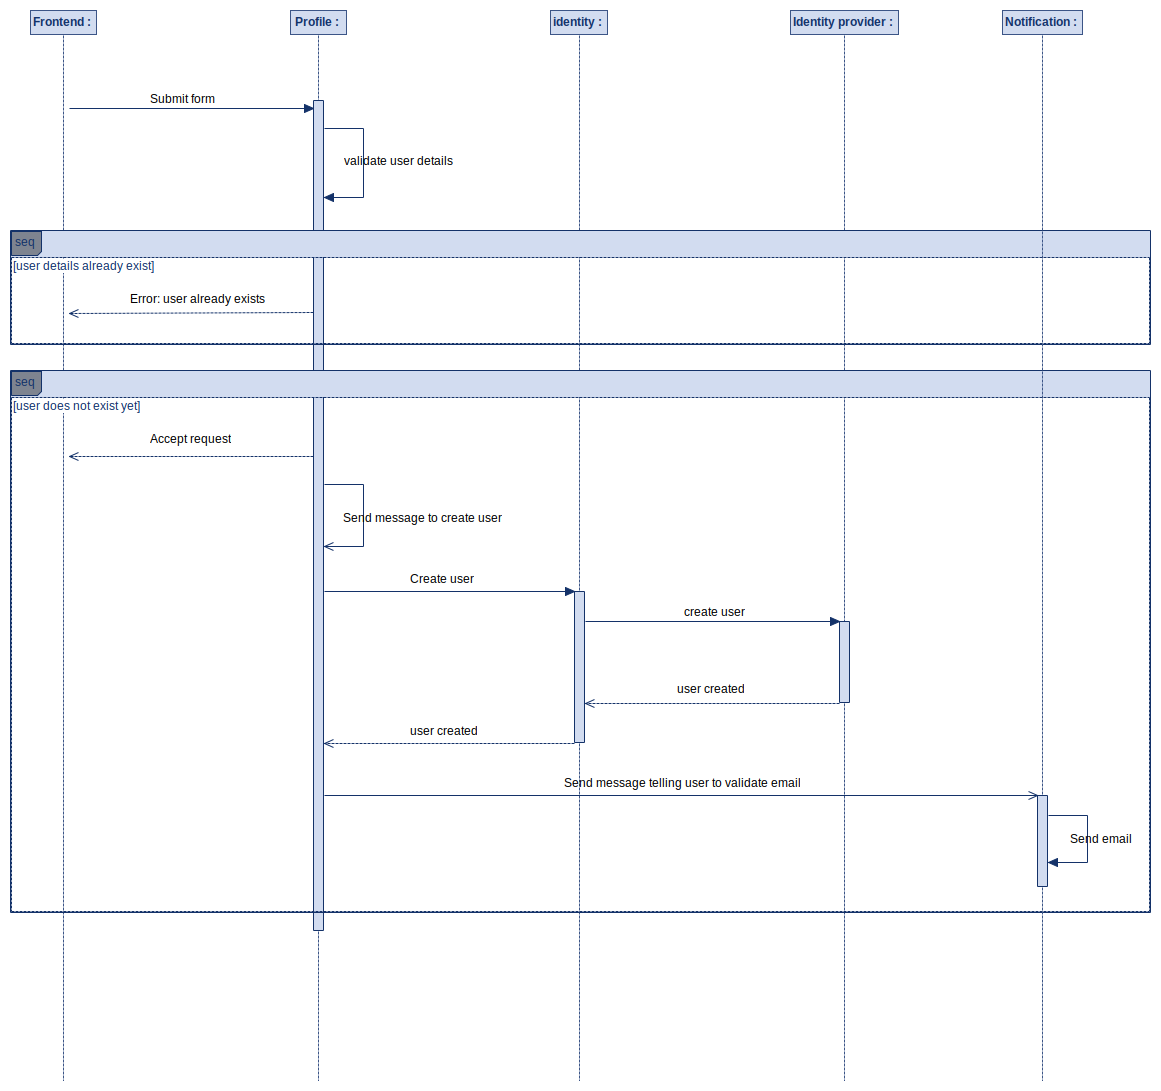 Frontend :
Profile :
identity :
Identity provider :
Notification :
Submit form
validate user details
seq
[user details already exist]
Error: user already exists
seq
[user does not exist yet]
Accept request
Send message to create user
Create user
create user
user created
user created
Send message telling user to validate email
Send email